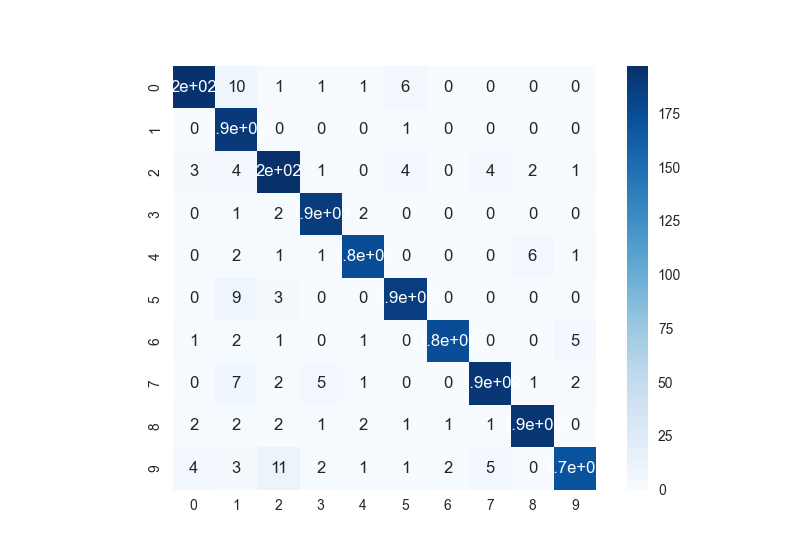 0 2e+02 10 1 1 1 6 0 0 0 0
1 0 .9e+0 0 0 0 1 0 0 0 0
2 3 4 2e+02 1 0 4 0 4 2 1
3 0 1 2 .9e+0 2 0 0 0 0 0
4 0 2 1 1 .8e+0 0 0 0 6 1
5 0 9 3 0 0 .9e+0 0 0 0 0
6 1 2 1 0 1 0 .8e+0 0 0 5
7 0 7 2 5 1 0 0 .9e+0 1 2
8 2 2 2 1 2 1 1 1 .9e+0 0
9 4 3 11 2 1 1 2 5 0 .7e+0
0 1 2 3 4 5 6 7 8 9
175
150
125
100
75
50
25
0